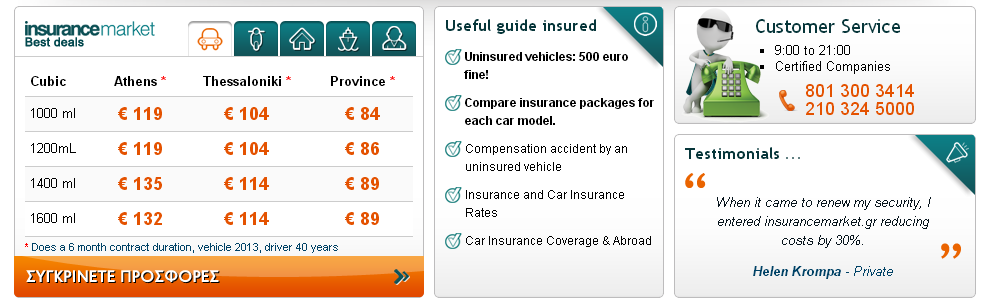 insurancemarket
Best deals
Cubic Athens * Thessaloniki * Province *
1000 ml € 119 € 104 € 84
1200mL € 119 € 104 € 86
1400 ml € 135 € 114 € 89
1600 ml € 132 € 114 € 89
* Does a 6 month contract duration, vehicle 2013, driver 40 years
ΣΥΓΚΡΙΝΕΤΕ ΠΡΟΣΦΟΡΕΣ »
Useful guide insured
Uninsured vehicles: 500 euro
fine!
Compare insurance packages for
each car model.
Compensation accident by an
uninsured vehicle
Insurance and Car Insurance
Rates
Car Insurance Coverage & Abroad
Customer Service
9:00 to 21:00
Certified Companies
801 300 3414
210 324 5000
Testimonials ...
“ When it came to renew my security, I
entered insurancemarket.gr reducing
costs by 30%. ”
Helen Krompa - Private